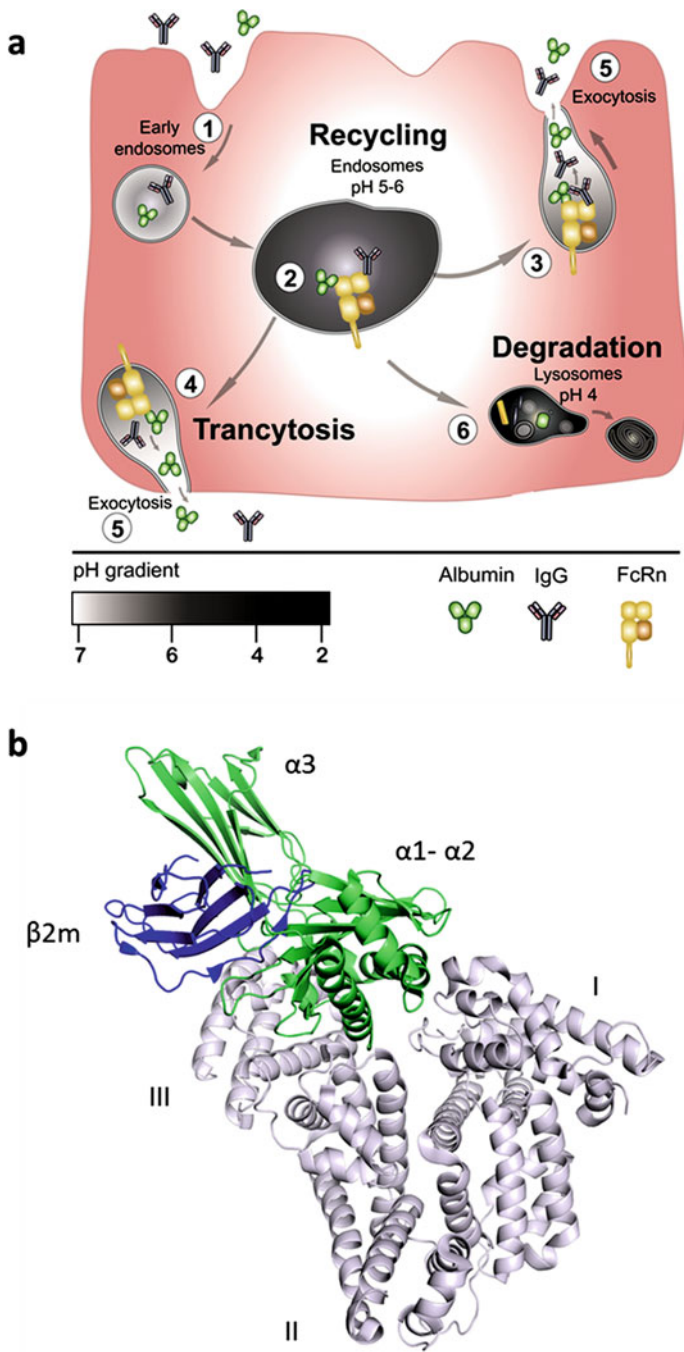 a
1
Early
endosomes
Recycling
Endosomes
pH 5-6
5
Exocytosis
2
3
4
Trancytosis
Degradation
Lysosomes
pH 4
6
Exocytosis
5
pH gradient
7 6 4 2
Albumin IgG FcRn
b
α3
α1- α2
β2m
I
III
II